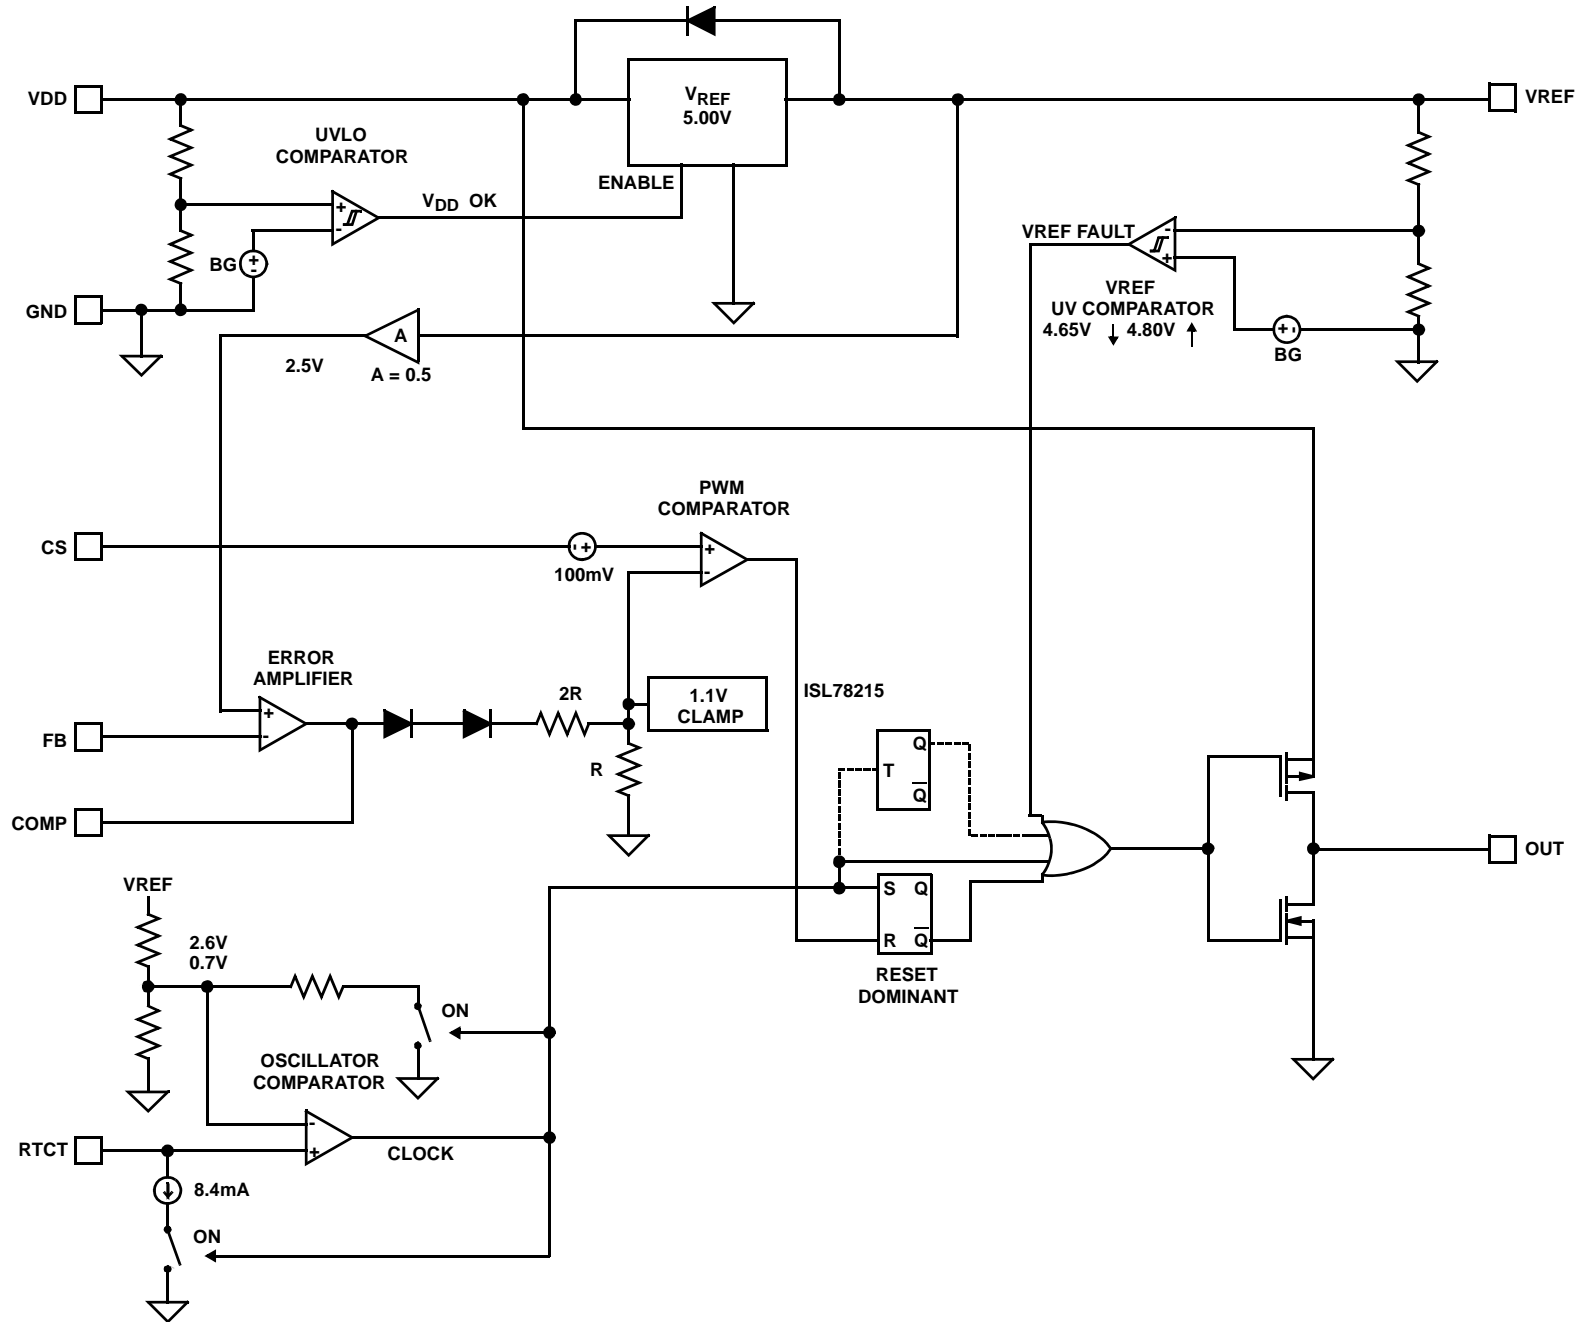 VDD
VREF
5.00V
VREF
UVLO
COMPARATOR
ENABLE
+
-
VDD OK
BG
+
-
GND
VREF FAULT
-
+
VREF
UV COMPARATOR
4.65V ↓ 4.80V ↑
+ -
BG
A
2.5V
A = 0.5
PWM
COMPARATOR
CS
- +
100mV
+
-
ERROR
AMPLIFIER
2R
1.1V
CLAMP
ISL78215
+
-
FB
R
Q
T
Q
COMP
OUT
VREF
S Q
R Q
RESET
DOMINANT
2.6V
0.7V
ON
OSCILLATOR
COMPARATOR
-
+
RTCT
CLOCK
8.4mA
ON